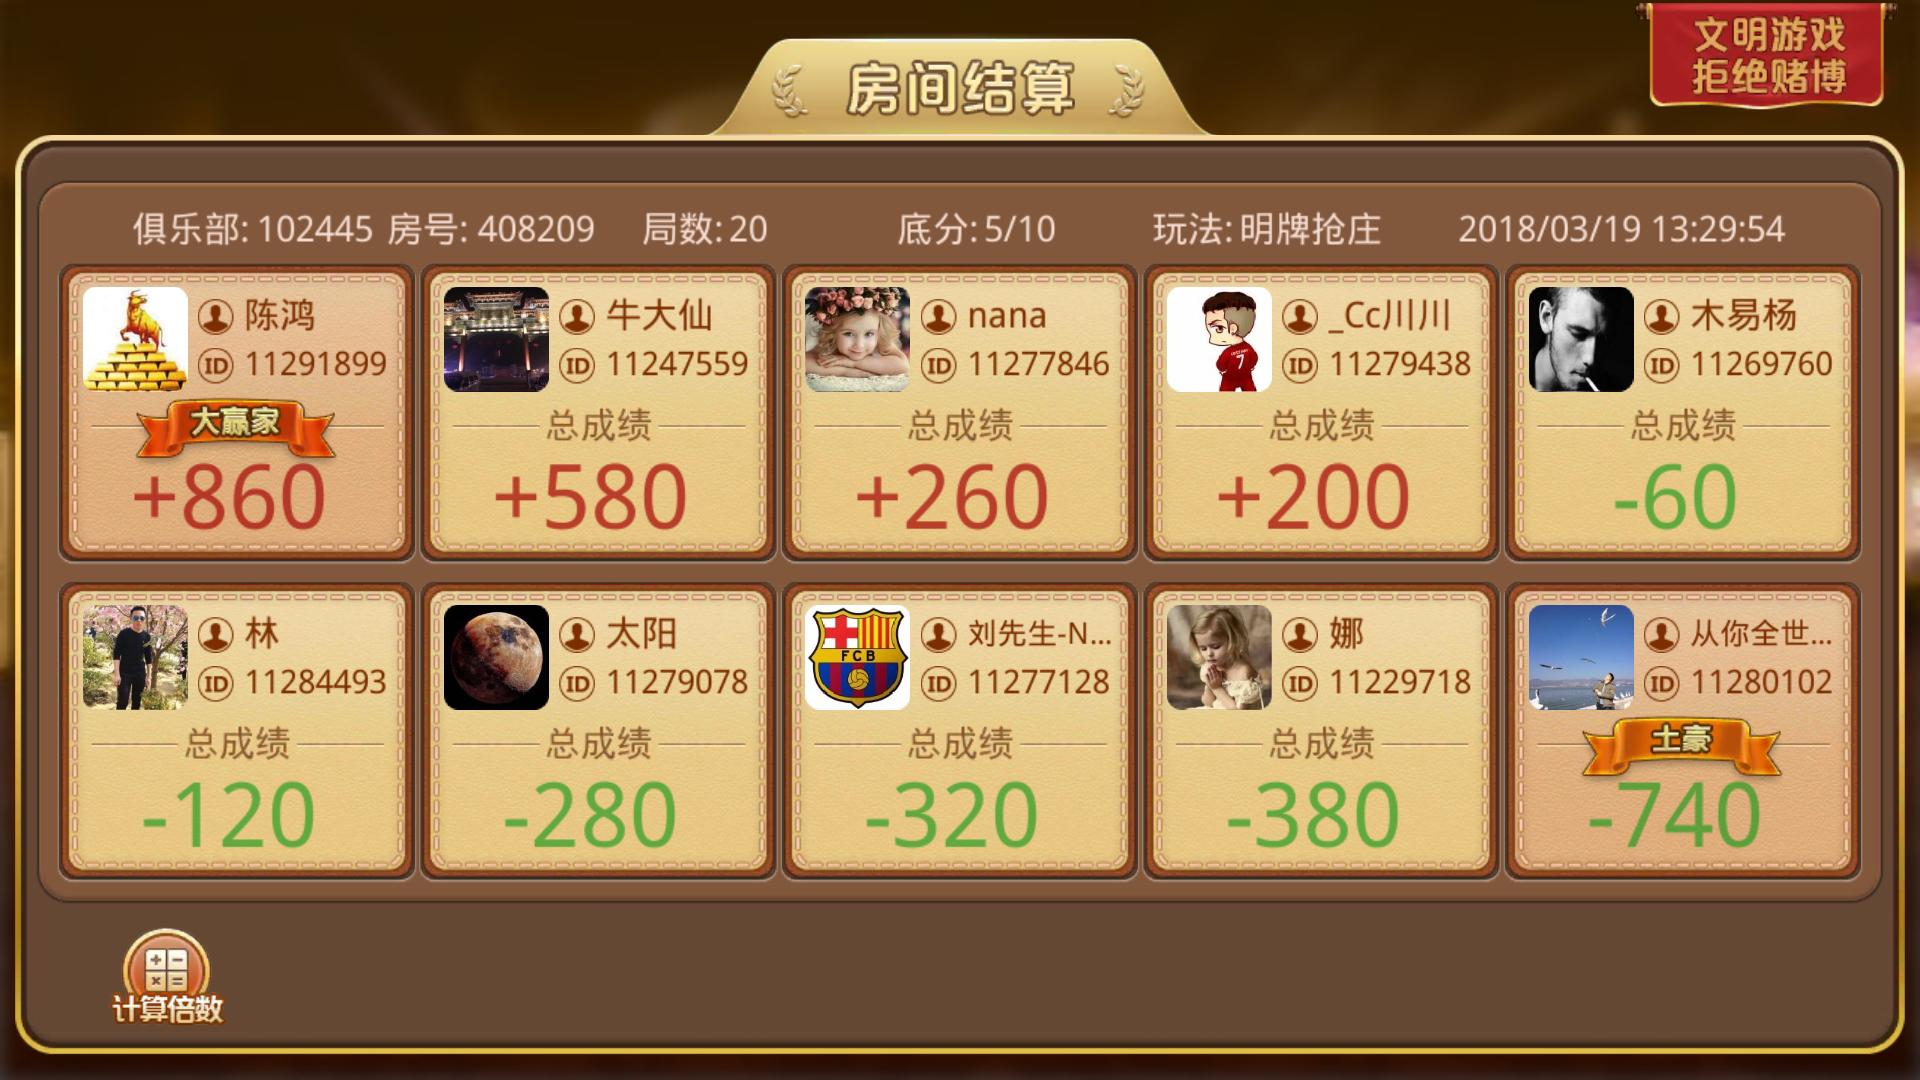 文明游戏
拒绝赌博
房间结算
俱乐部: 102445 房号: 408209 局数: 20 底分: 5/10 玩法: 明牌抢庄 2018/03/19 13:29:54
陈鸿
ID 11291899
大赢家
+860
牛大仙
ID 11247559
总成绩
+580
nana
ID 11277846
总成绩
+260
_Cc川川
ID 11279438
总成绩
+200
7
木易杨
ID 11269760
总成绩
-60
林
ID 11284493
总成绩
-120
太阳
ID 11279078
总成绩
-280
刘先生-N...
ID 11277128
FCB
总成绩
-320
娜
ID 11229718
总成绩
-380
从你全世...
ID 11280102
土豪
-740
计算倍数